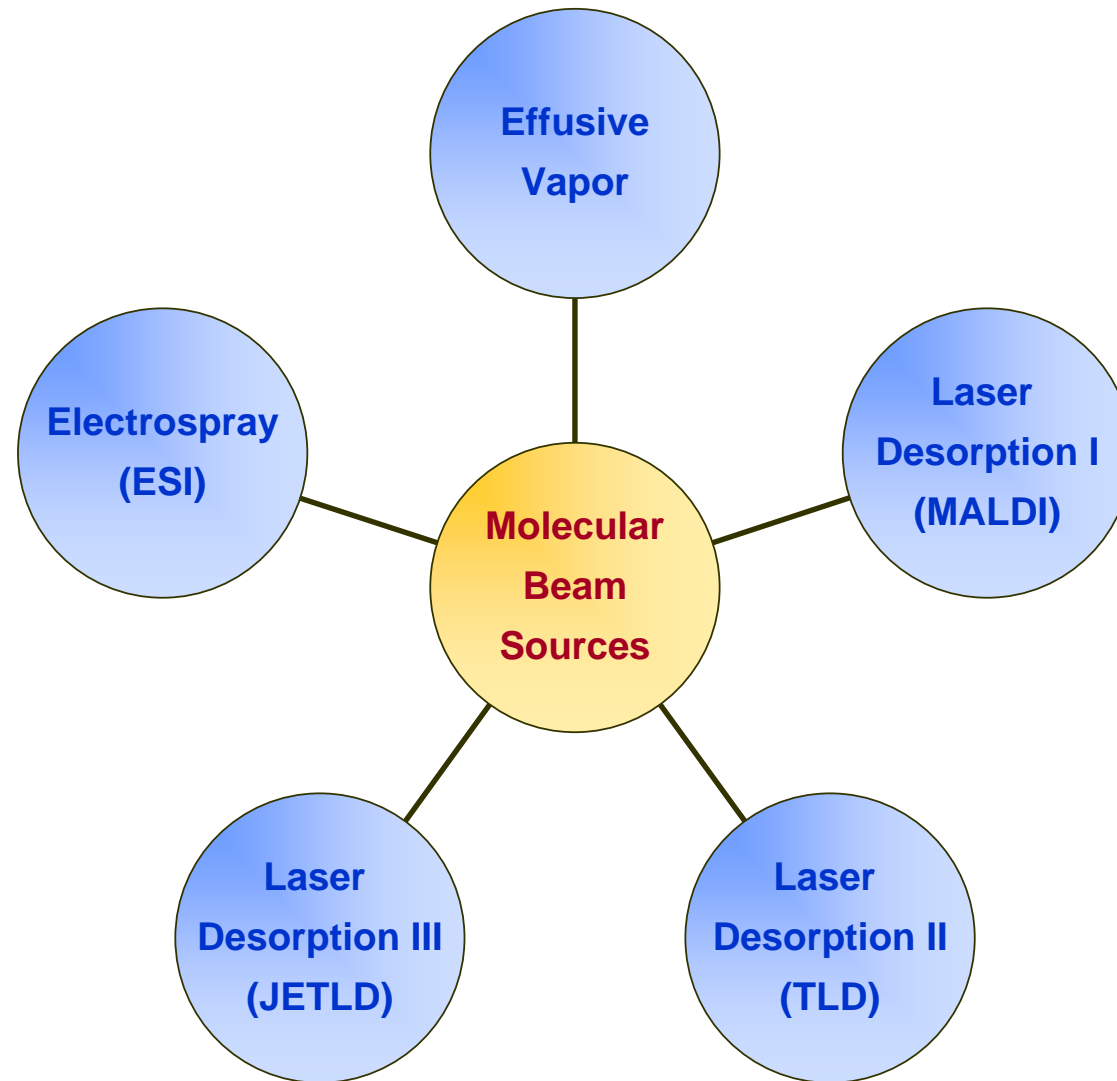 Effusive
Vapor
Electrospray
(ESI)
Laser
Desorption I
(MALDI)
Molecular
Beam
Sources
Laser
Desorption III
(JETLD)
Laser
Desorption II
(TLD)